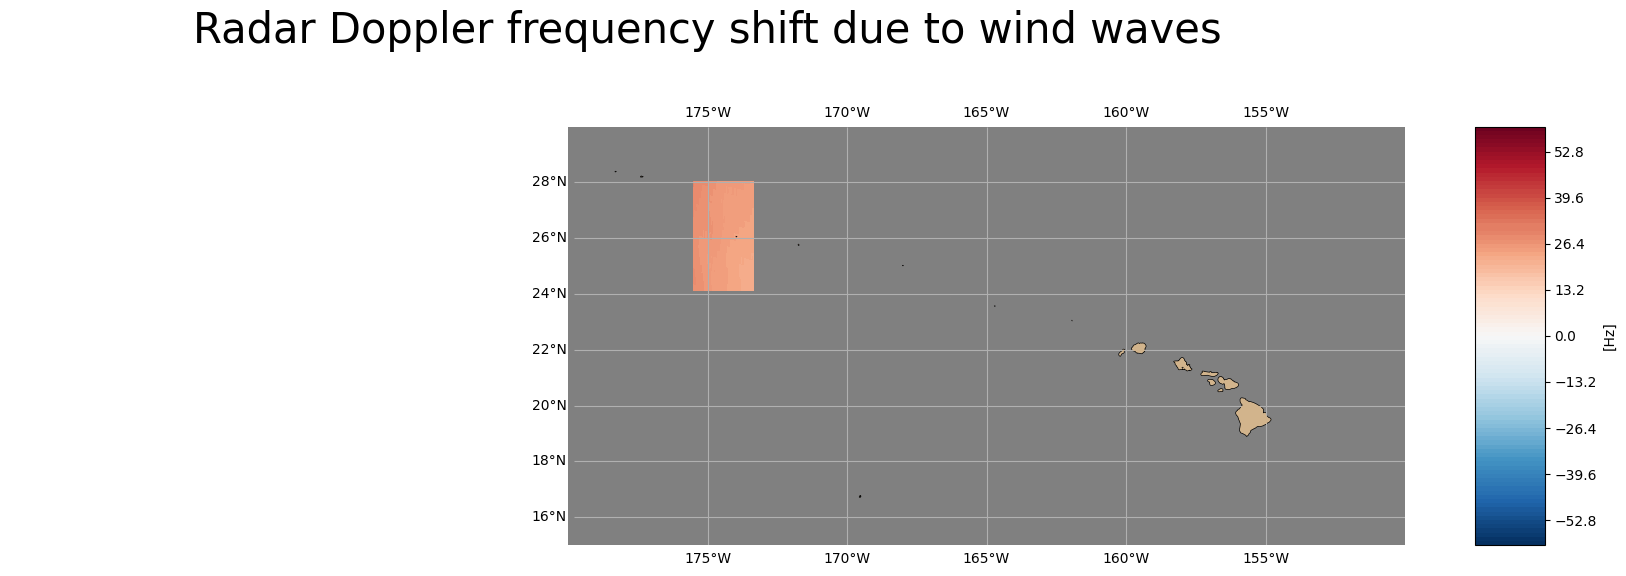 Radar Doppler frequency shift due to wind waves
175°W 170°W 165°W 160°W 155°W
28°N
26°N
24°N
22°N
20°N
18°N
16°N
175°W 170°W 165°W 160°W 155°W
52.8
39.6
26.4
13.2
0.0
−13.2
−26.4
−39.6
−52.8
[Hz]